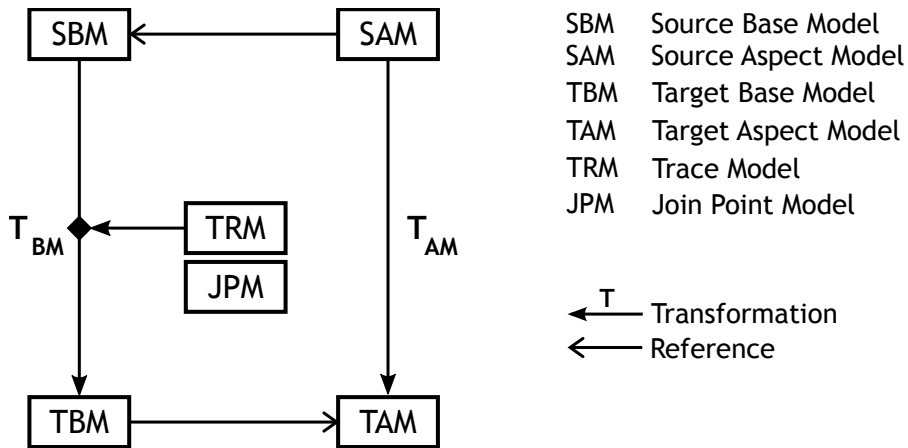 SBM
SAM
TRM
JPM
T BM
T AM
TBM
TAM
SBM Source Base Model
SAM Source Aspect Model
TBM Target Base Model
TAM Target Aspect Model
TRM Trace Model
JPM Join Point Model
T
Transformation
Reference